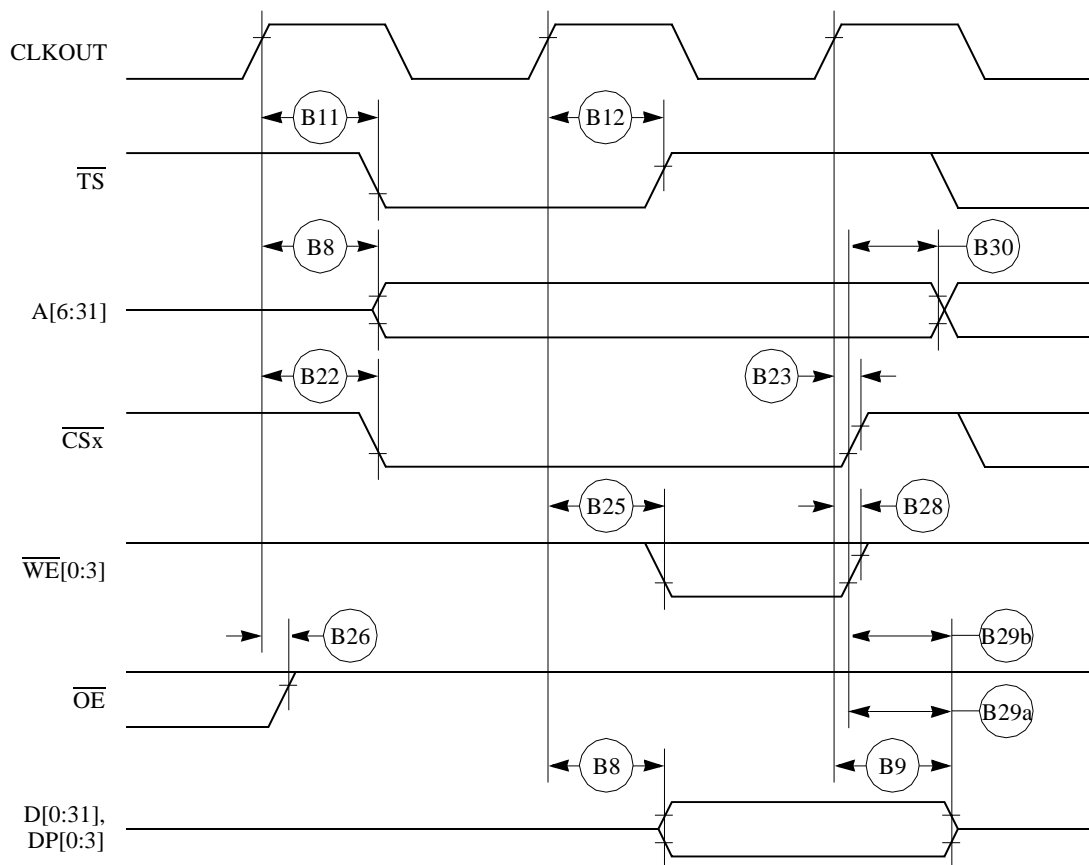 CLKOUT
B11
B12
TS
B8
B30
A[6:31]
B22
B23
CSx
B25
B28
WE[0:3]
B26
B29b
OE
B29a
B8
B9
D[0:31],
DP[0:3]